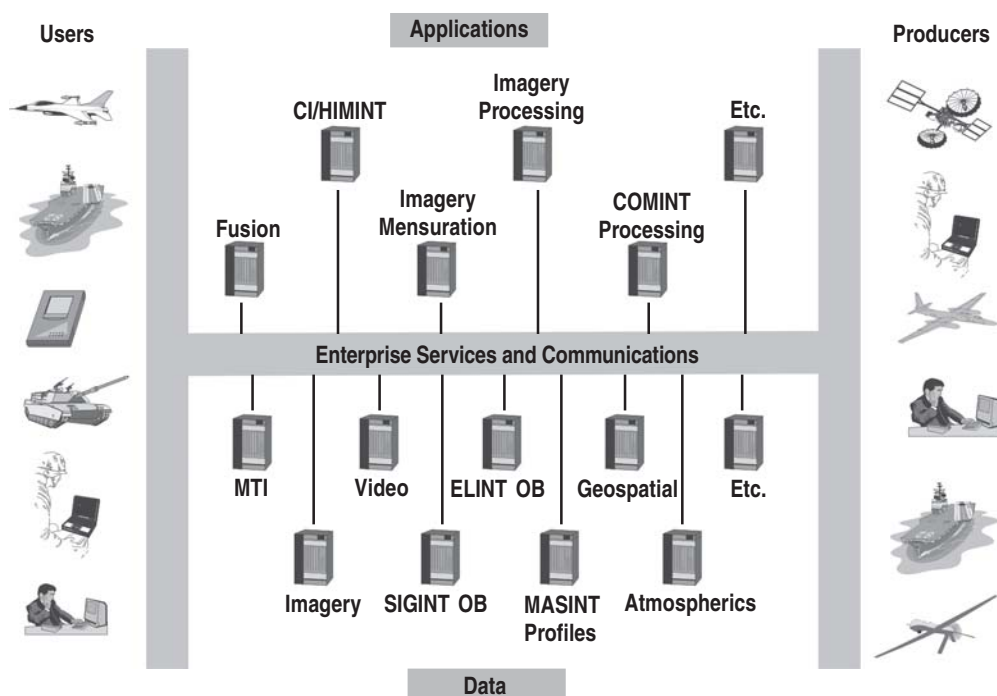 Users
Applications
Producers
CI/HIMINT
Imagery
Processing
Etc.
Fusion
Imagery
Mensuration
COMINT
Processing
Enterprise Services and Communications
MTI
Video
ELINT OB
Geospatial
Etc.
Imagery
SIGINT OB
MASINT
Profiles
Atmospherics
Data